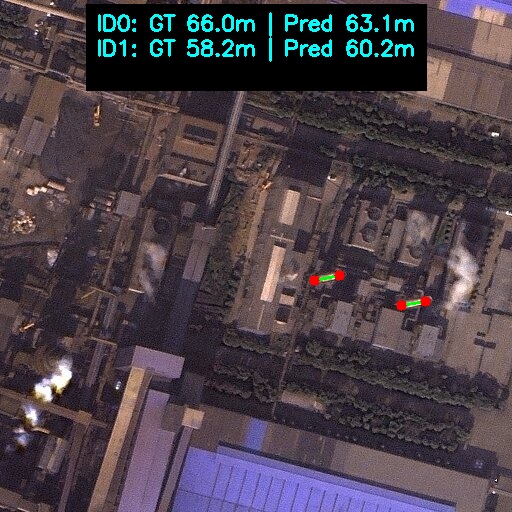 ID0: GT 66.0m | Pred 63.1m
ID1: GT 58.2m | Pred 60.2m